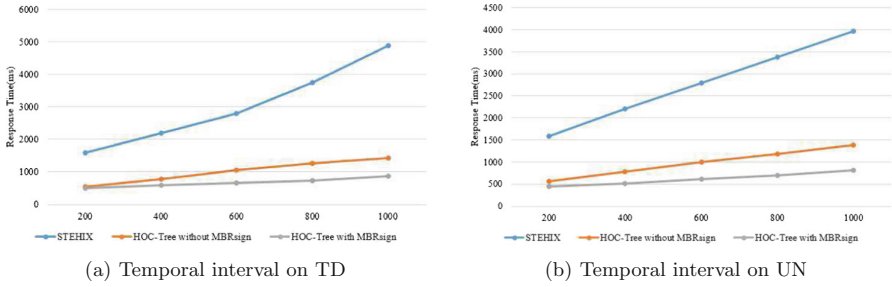 6000
5000
4000
3000
2000
1000
0
Response Time(ms)
200 400 600 800 1000
STEHIX HOC-Tree without MBRsign HOC-Tree with MBRsign
(a) Temporal interval on TD
4500
4000
3500
3000
2500
2000
1500
1000
500
0
Response Time(ms)
200 400 600 800 1000
STEHIX HOC-Tree without MBRsign HOC-Tree with MBRsign
(b) Temporal interval on UN